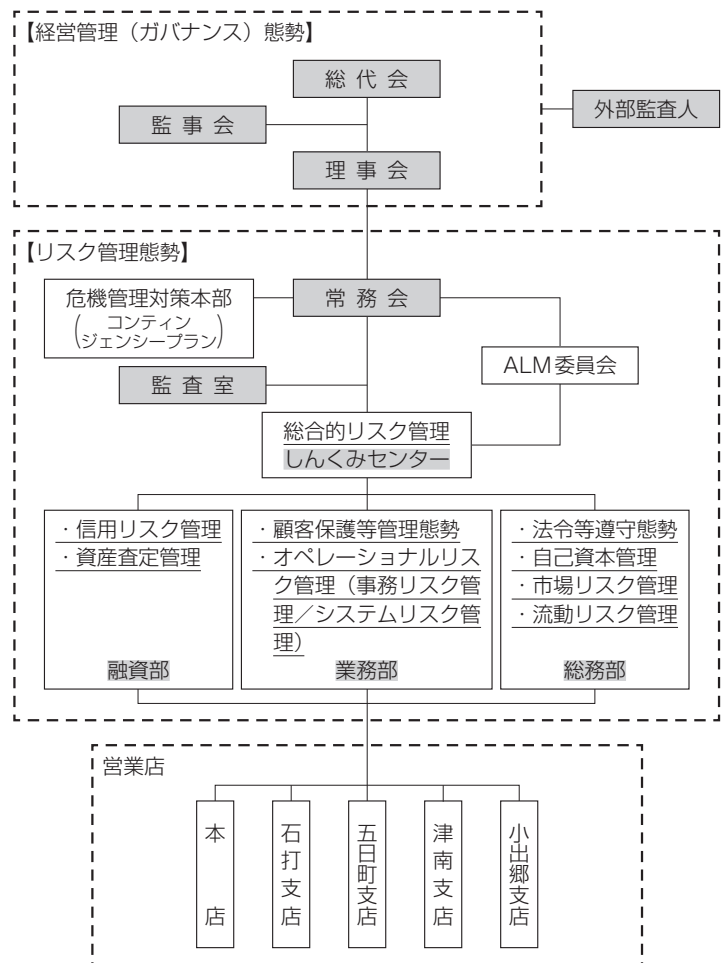 【経営管理（ガバナンス）態勢】
総代会
監事会
外部監査人
理事会
【リスク管理態勢】
危機管理対策本部
（コンティン
ジェンシープラン）
常務会
ALM委員会
監査室
総合的リスク管理
しんくみセンター
・信用リスク管理
・資産査定管理
融資部
・顧客保護等管理態勢
・オペレーショナルリス
ク管理（事務リスク管
理／システムリスク管
理）
業務部
・法令等遵守態勢
・自己資本管理
・市場リスク管理
・流動リスク管理
総務部
営業店
本店
石打支店
五日町支店
津南支店
小出郷支店